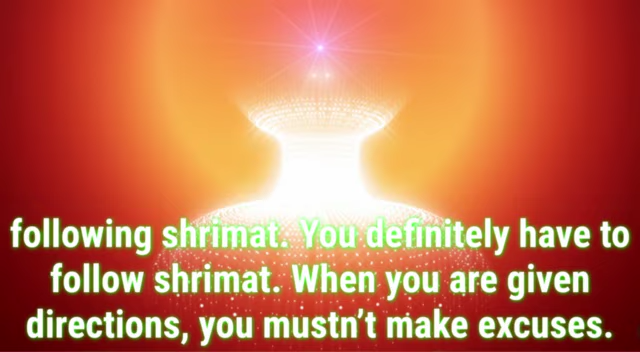 following shrimat. You definitely have to
follow shrimat. When you are given
directions, you mustn't make excuses.